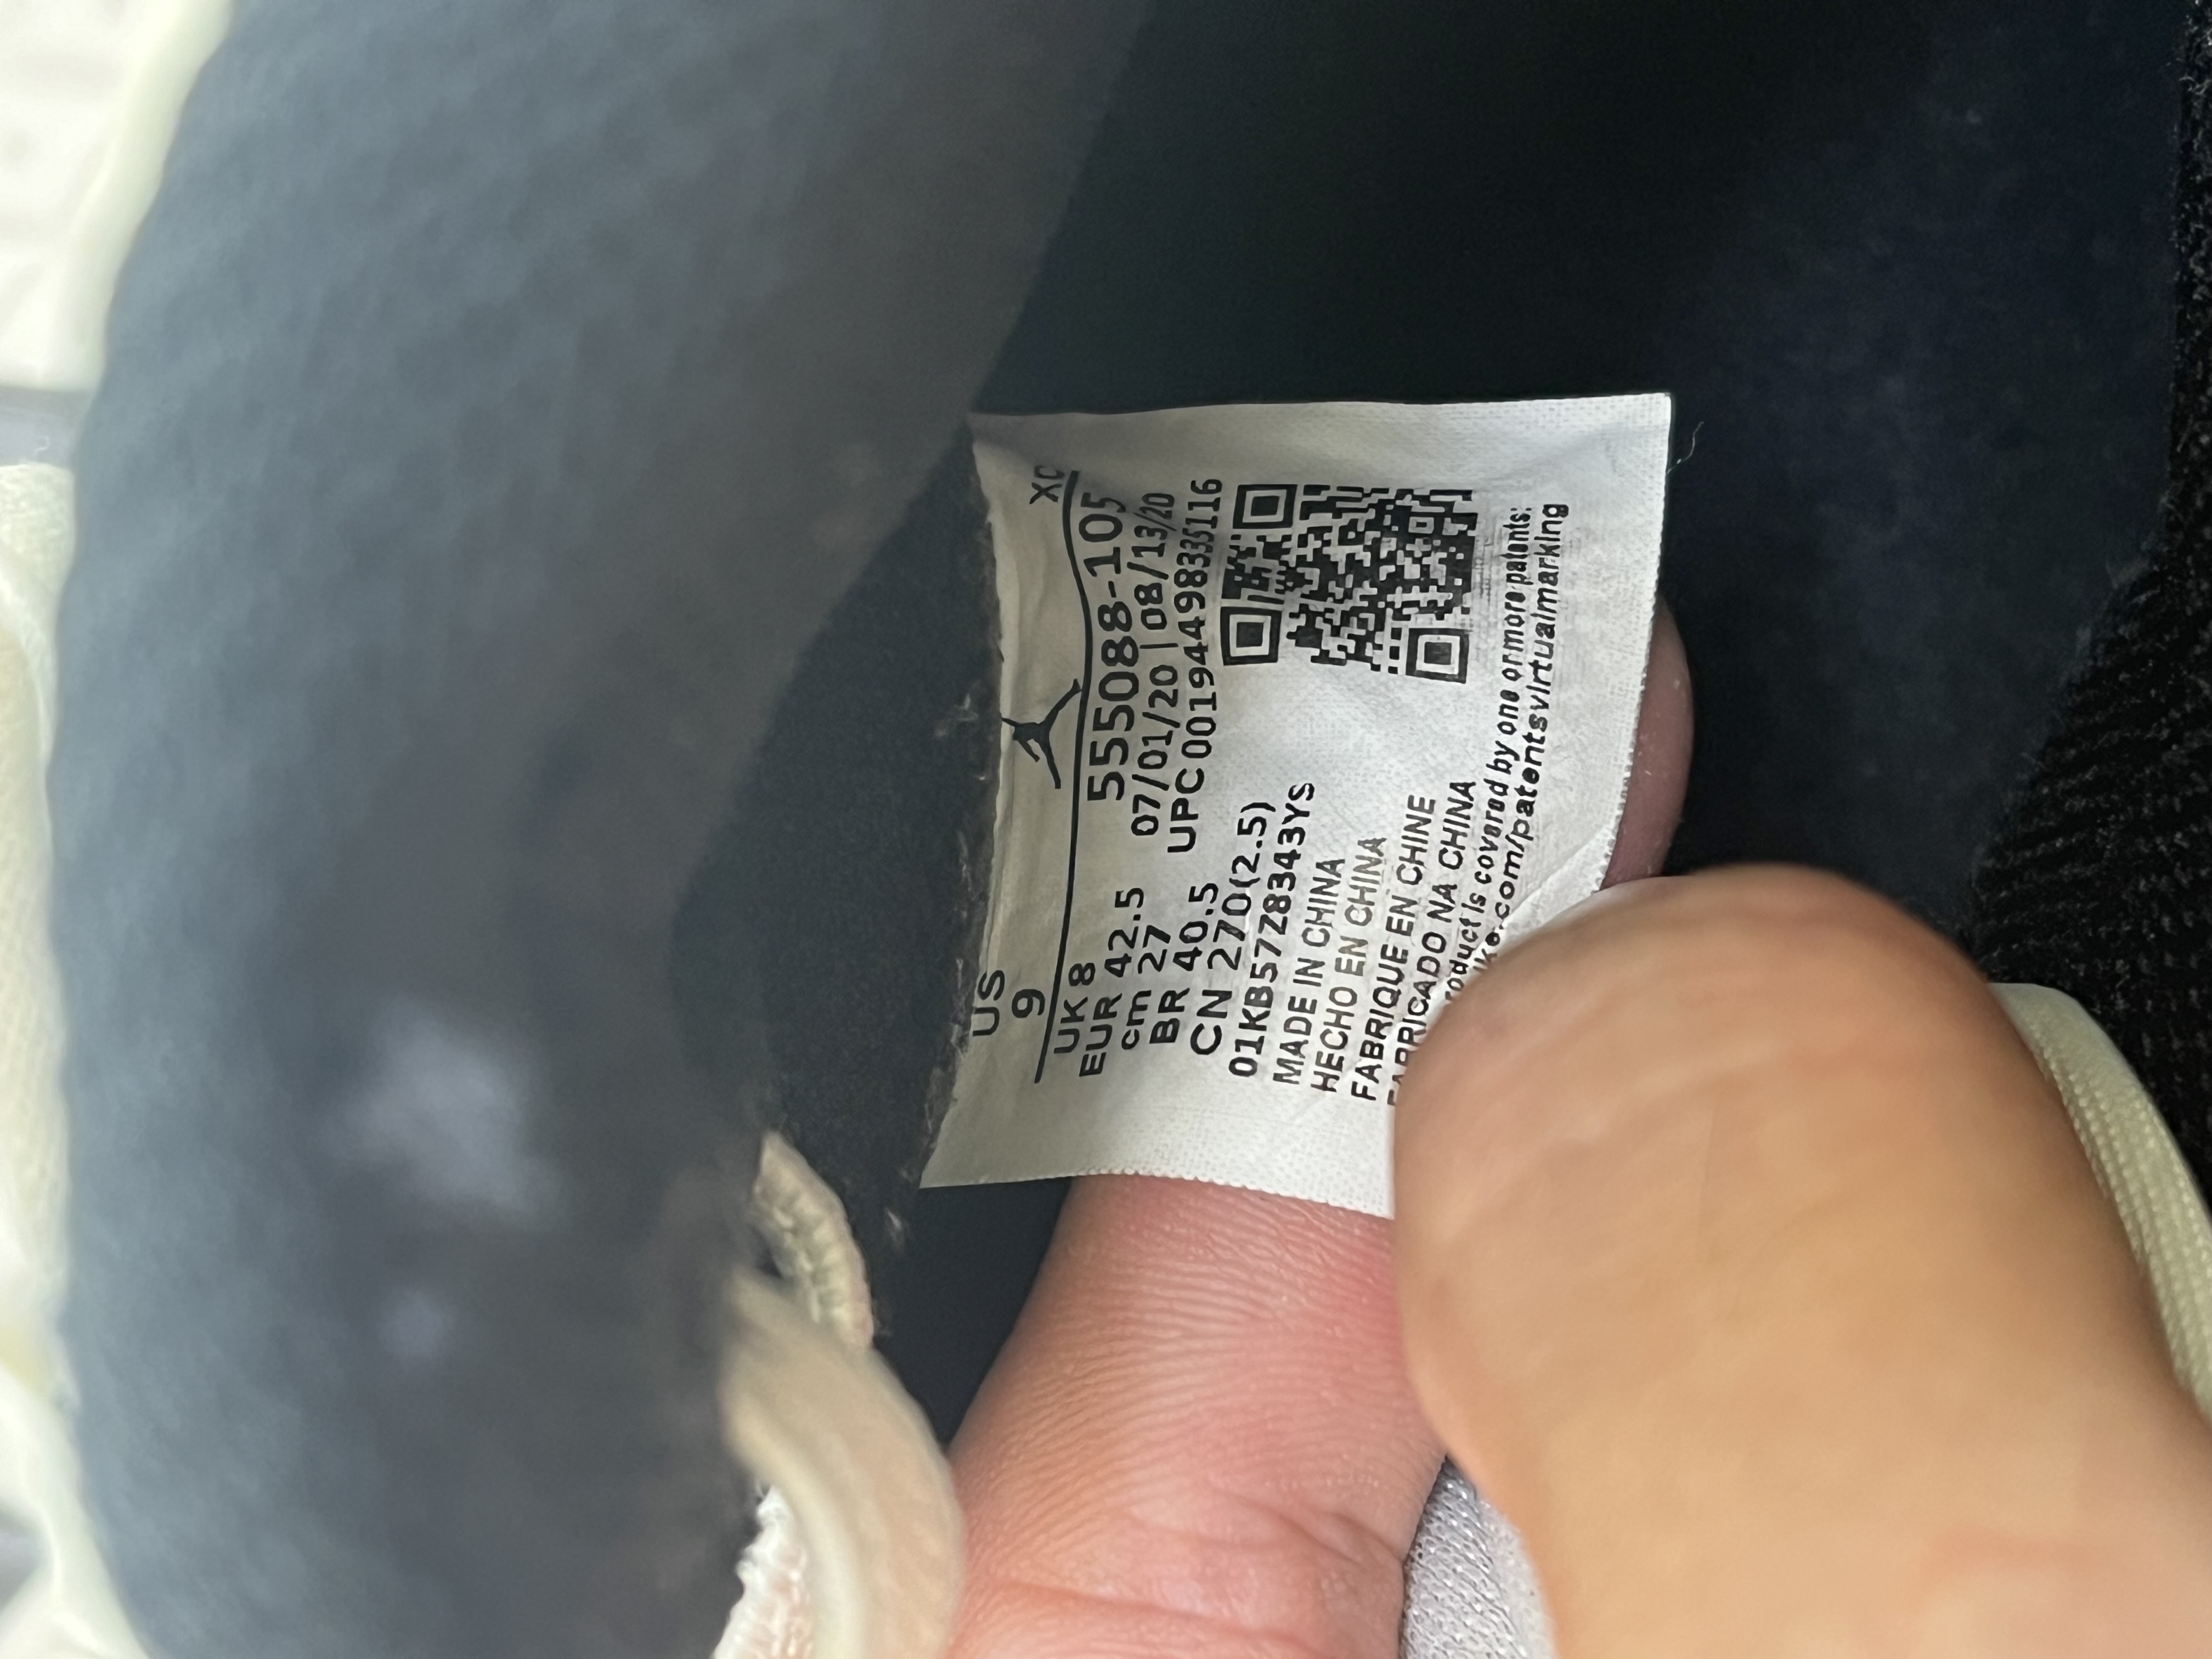 US
9
XC
UK 8
EUR 42.5
cm 27
BR 40.5
CN 270(2.5)
555088-105
07/01/20 | 08/13/20
UPC 00194498335116
01KB57Z8343YS
MADE IN CHINA
HECHO EN CHINA
FABRIQUE EN CHINE
FABRICADO NA CHINA
is covered by one or more patents:
.com/patentsvirtualmarking